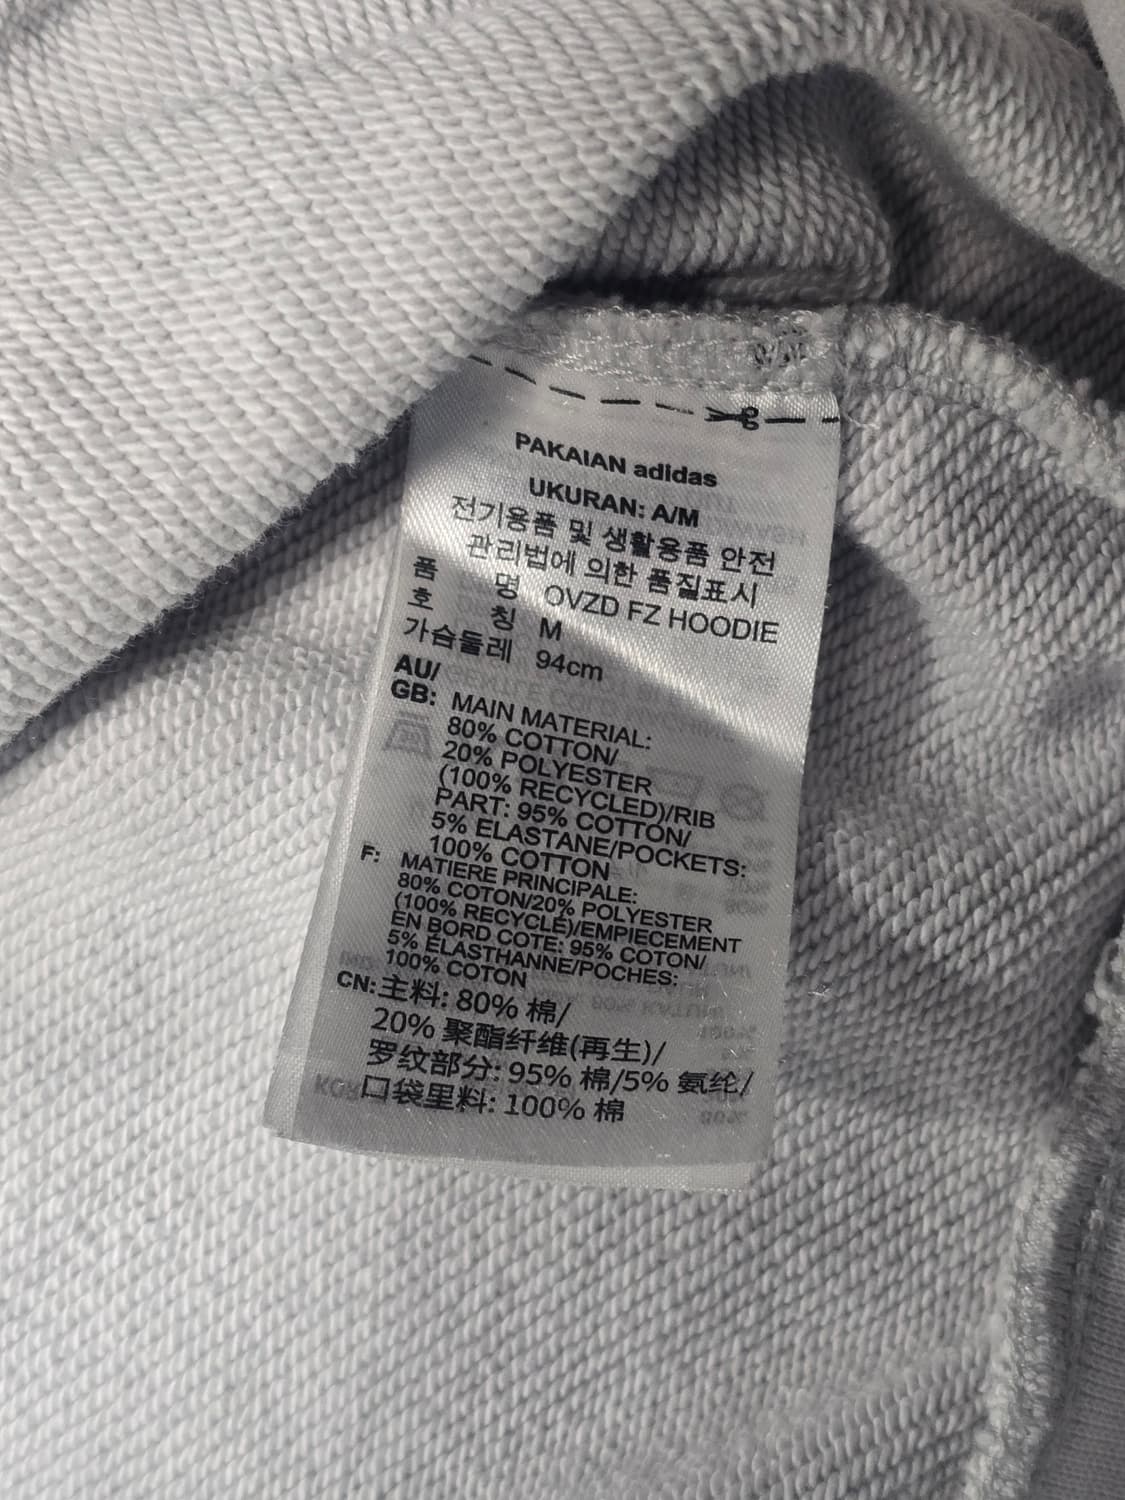 PAKAIAN adidas
UKURAN: A/M
전기용품 및 생활용품 안전
관리법에 의한 품질표시
품 명 OVZD FZ HOODIE
호 칭 M
가슴둘레 94cm
AU/
GB: MAIN MATERIAL:
80% COTTON/
20% POLYESTER
(100% RECYCLED)/RIB
PART: 95% COTTON/
5% ELASTANE/POCKETS:
100% COTTON
F: MATIERE PRINCIPALE:
80% COTON/20% POLYESTER
(100% RECYCLÉ)/EMPIECEMENT
EN BORD COTE: 95% COTON/
5% ÉLASTHANNE/POCHES:
100% COTON
CN: 主料: 80% 棉/
20% 聚酯纤维(再生)/
罗纹部分: 95% 棉/5% 氨纶/
口袋里料: 100% 棉